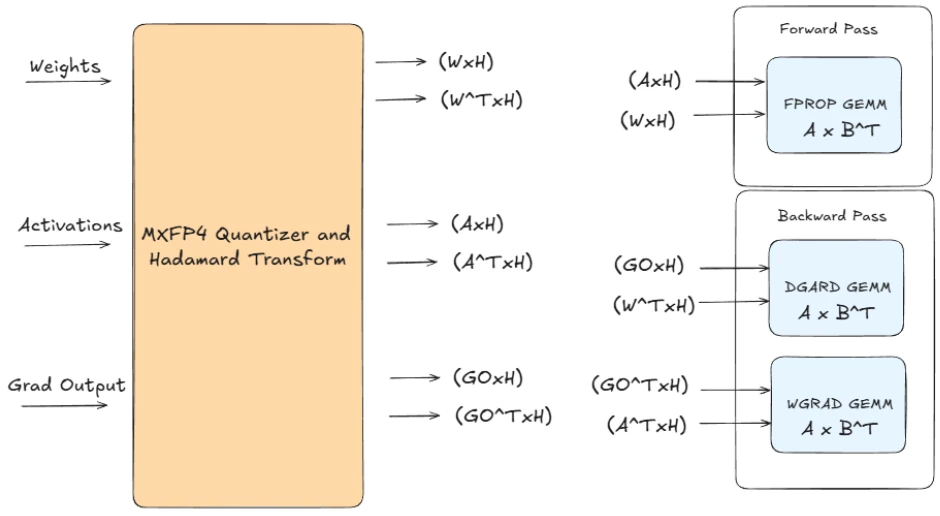 Weights
Activations
Grad Output
MXFP4 Quantizer and
Hadamard Transform
(WxH)
(W^TxH)
(AxH)
(A^TxH)
(GOxH)
(GO^TxH)
Forward Pass
(AxH)
(WxH)
FPROP GEMM
A x B^T
Backward Pass
(GOxH)
(W^TxH)
DGARD GEMM
A x B^T
(GO^TxH)
(A^TxH)
WGRAD GEMM
A x B^T